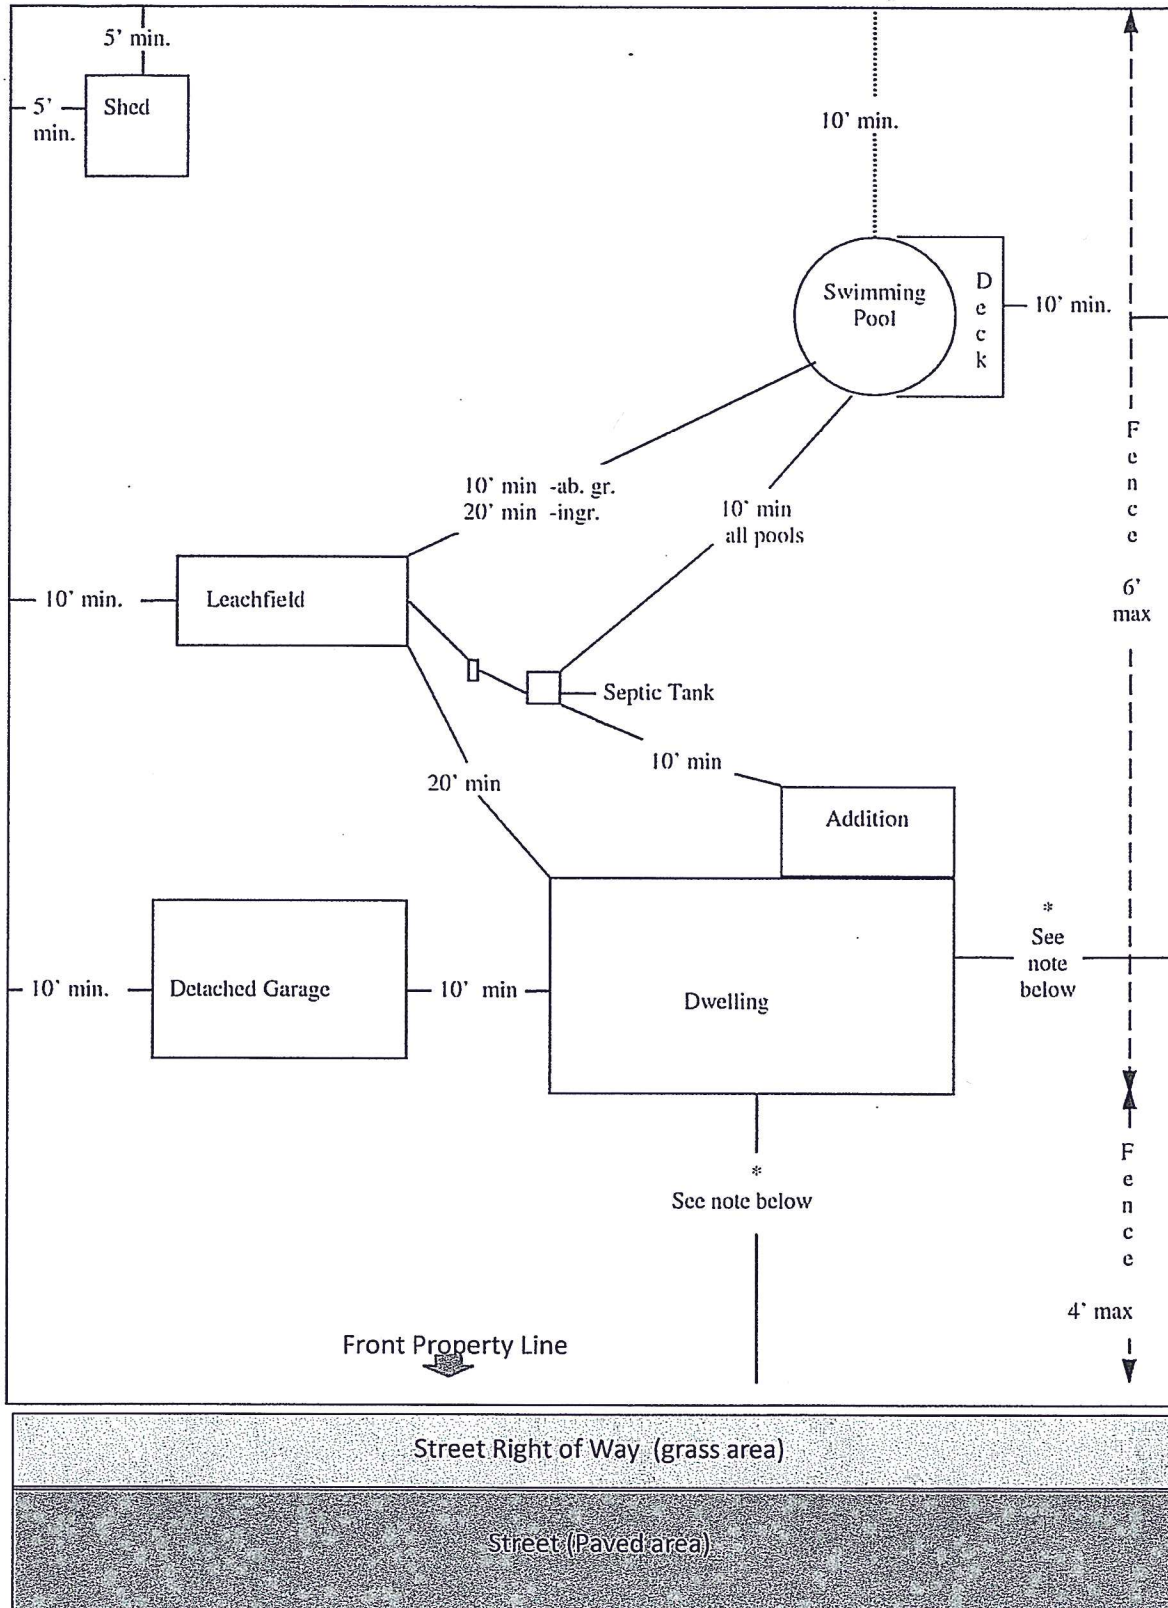 5' min.
5'
min.
Shed
10' min.
Swimming
Pool
D
e
c
k
10' min.
F
e
n
c
e
6'
max
10' min -ab. gr.
20' min -ingr.
10' min
all pools
10' min.
Leachfield
Septic Tank
10' min
20' min
Addition
*
See
note
below
10' min.
Detached Garage
10' min
Dwelling
*
See note below
F
e
n
c
e
4' max
Front Property Line
Street Right of Way (grass area)
Street (Paved area)